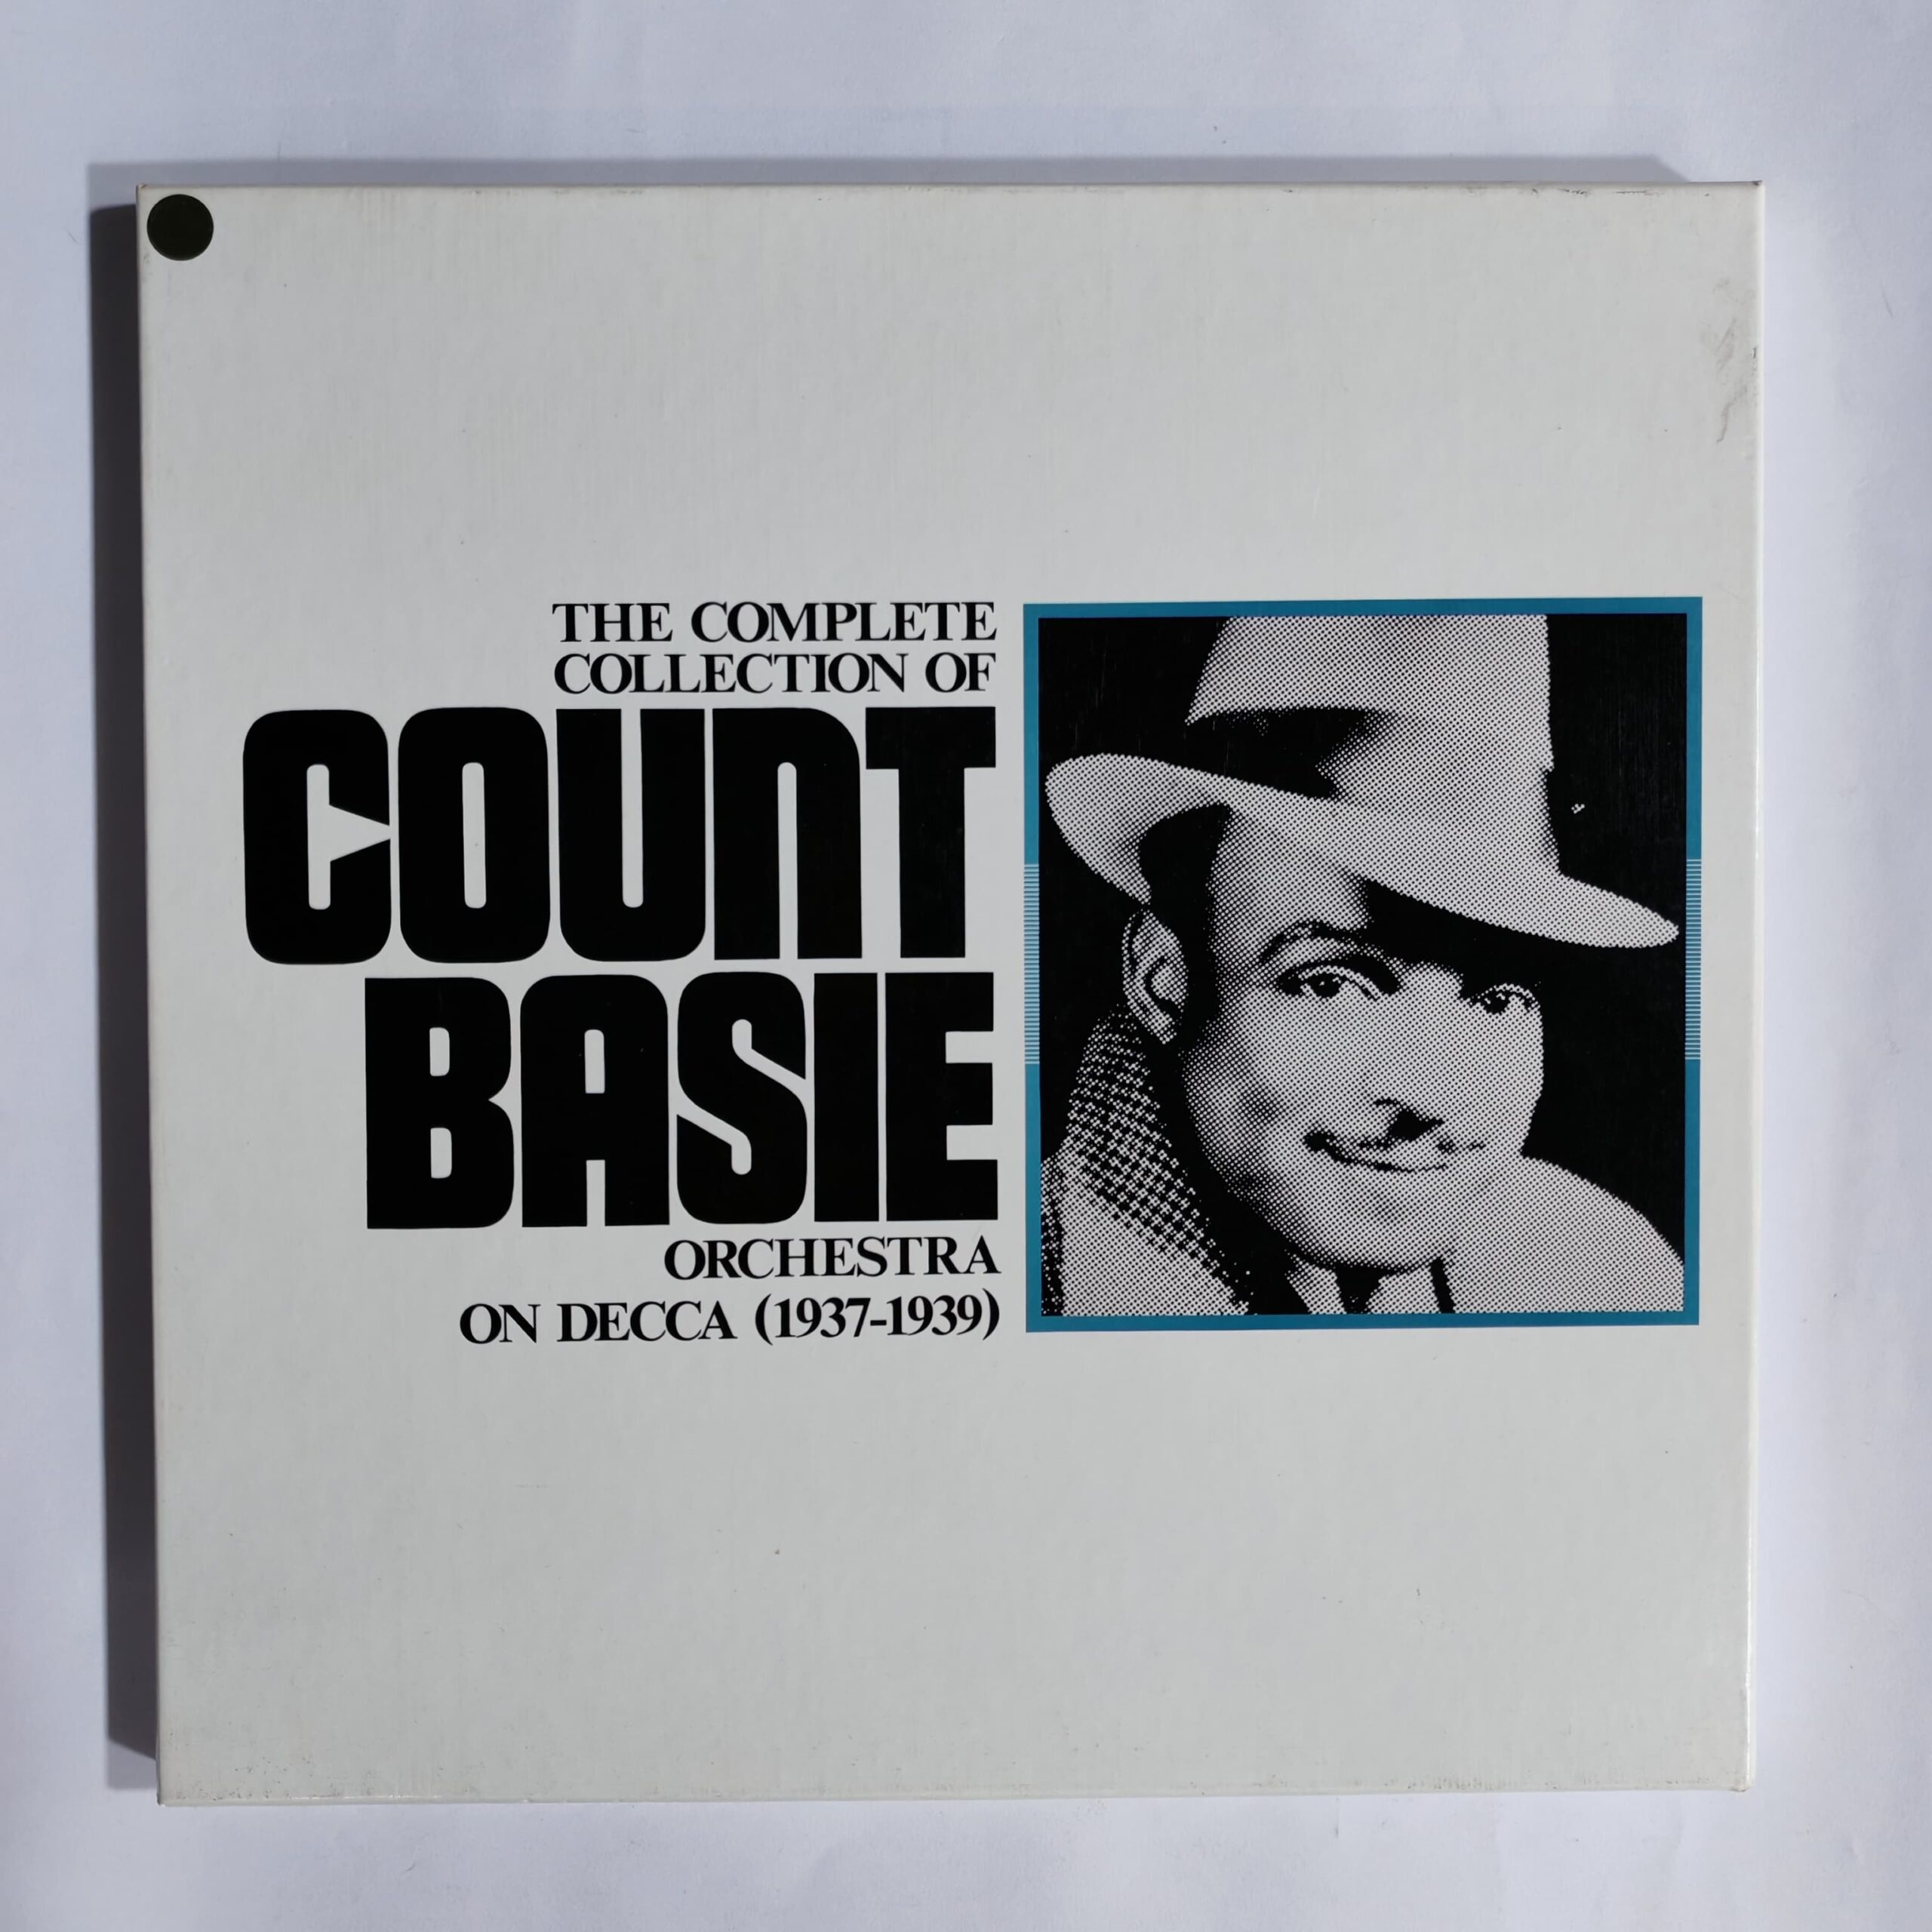 THE COMPLETE
COLLECTION OF
COUNT
BASIE
ORCHESTRA
ON DECCA (1937-1939)